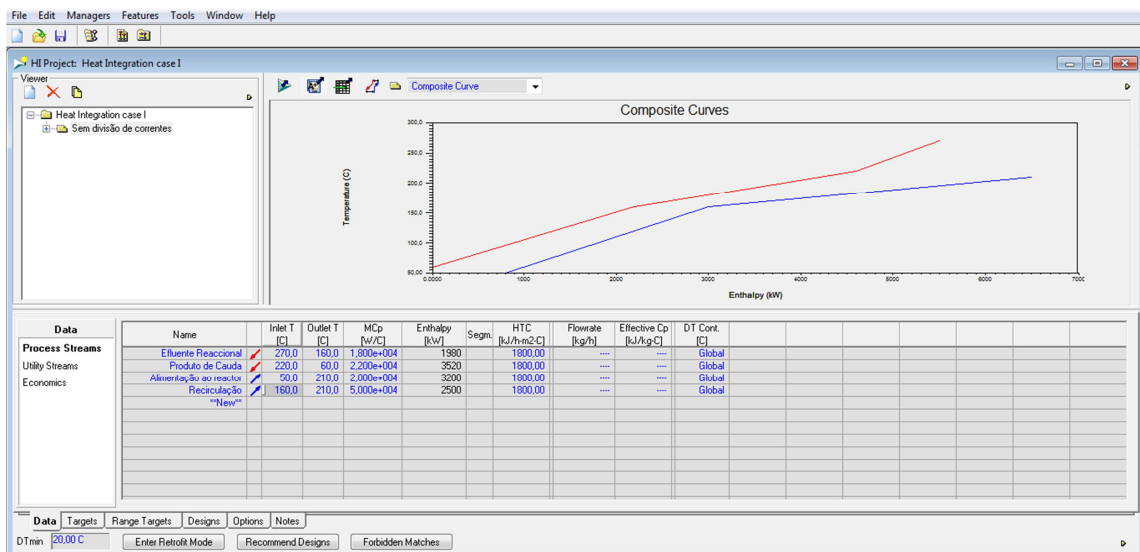 File Edit Managers Features Tools Window Help
HI Project: Heat Integration case I
Viewer
Heat Integration case I
Sem divisão de correntes
Composite Curve
Composite Curves
300,0
250,0
200,0
150,0
100,0
50,00
Temperature (C)
0,0000 1000 2000 3000 4000 5000 6000 7000
Enthalpy (kW)
Data
Process Streams
Utility Streams
Economics
Name Inlet T [C] Outlet T [C] MCp [W/C] Enthalpy [kW] Segm. HTC [kJ/h-m2-C] Flowrate [kg/h] Effective Cp [kJ/kg-C] DT Cont. [C]
Efluente Reaccional 270,0 160,0 1,800e+004 1980 1800,00 ---- ---- Global
Produto de Cauda 220,0 60,0 2,200e+004 3520 1800,00 ---- ---- Global
Alimentação ao reactor 50,0 210,0 2,000e+004 3200 1800,00 ---- ---- Global
Recirculação 160,0 210,0 5,000e+004 2500 1800,00 ---- ---- Global
**New**
Data Targets Range Targets Designs Options Notes
DTmin 20,00 C Enter Retrofit Mode Recommend Designs Forbidden Matches